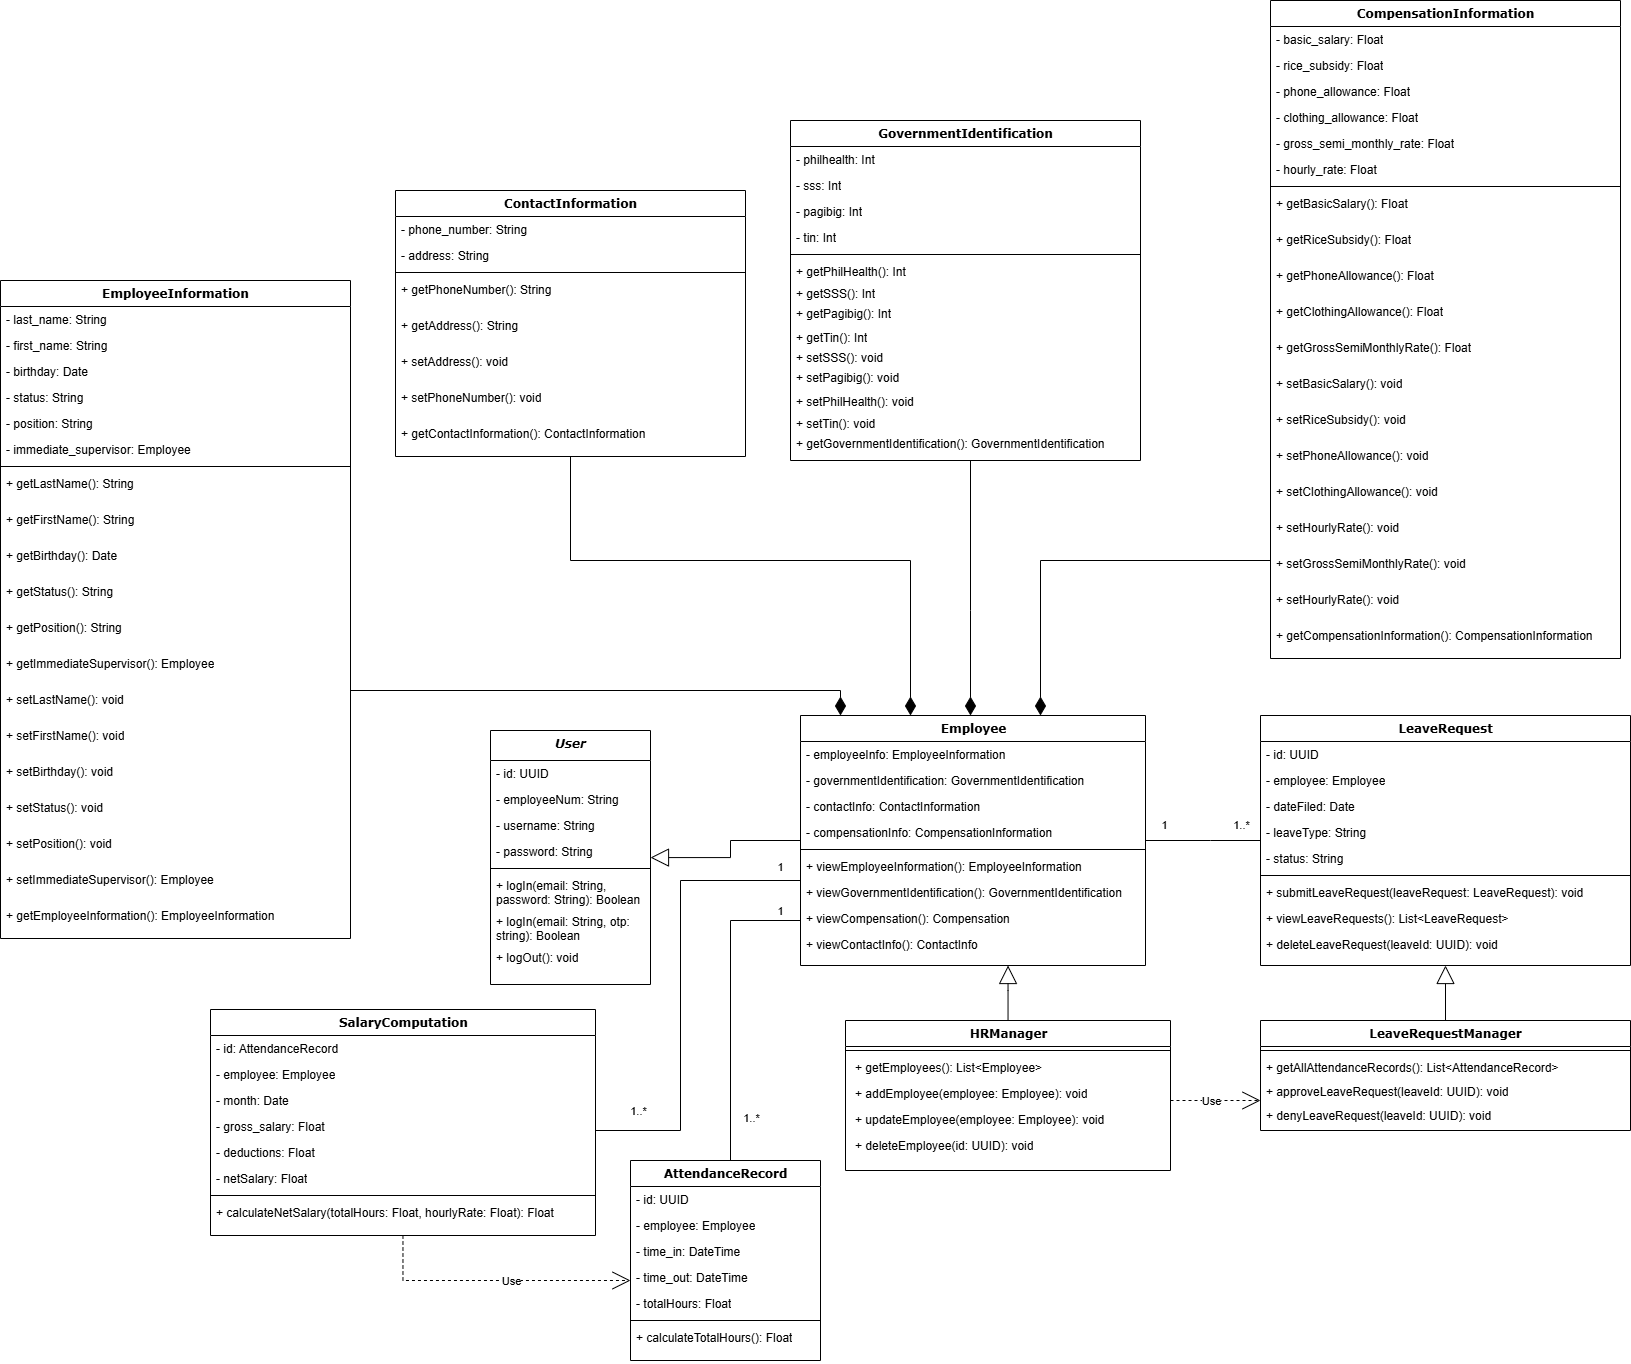 CompensationInformation
- basic_salary: Float
- rice_subsidy: Float
- phone_allowance: Float
- clothing_allowance: Float
- gross_semi_monthly_rate: Float
- hourly_rate: Float
+ getBasicSalary(): Float
+ getRiceSubsidy(): Float
+ getPhoneAllowance(): Float
+ getClothingAllowance(): Float
+ getGrossSemiMonthlyRate(): Float
+ setBasicSalary(): void
+ setRiceSubsidy(): void
+ setPhoneAllowance(): void
+ setClothingAllowance(): void
+ setHourlyRate(): void
+ setGrossSemiMonthlyRate(): void
+ setHourlyRate(): void
+ getCompensationInformation(): CompensationInformation
GovernmentIdentification
- philhealth: Int
- sss: Int
- pagibig: Int
- tin: Int
+ getPhilHealth(): Int
+ getSSS(): Int
+ getPagibig(): Int
+ getTin(): Int
+ setSSS(): void
+ setPagibig(): void
+ setPhilHealth(): void
+ setTin(): void
+ getGovernmentIdentification(): GovernmentIdentification
ContactInformation
- phone_number: String
- address: String
+ getPhoneNumber(): String
+ getAddress(): String
+ setAddress(): void
+ setPhoneNumber(): void
+ getContactInformation(): ContactInformation
EmployeeInformation
- last_name: String
- first_name: String
- birthday: Date
- status: String
- position: String
- immediate_supervisor: Employee
+ getLastName(): String
+ getFirstName(): String
+ getBirthday(): Date
+ getStatus(): String
+ getPosition(): String
+ getImmediateSupervisor(): Employee
+ setLastName(): void
+ setFirstName(): void
+ setBirthday(): void
+ setStatus(): void
+ setPosition(): void
+ setImmediateSupervisor(): Employee
+ getEmployeeInformation(): EmployeeInformation
User
- id: UUID
- employeeNum: String
- username: String
- password: String
+ logIn(email: String,
password: String): Boolean
+ logIn(email: String, otp:
string): Boolean
+ logOut(): void
Employee
- employeeInfo: EmployeeInformation
- governmentIdentification: GovernmentIdentification
- contactInfo: ContactInformation
- compensationInfo: CompensationInformation
+ viewEmployeeInformation(): EmployeeInformation
+ viewGovernmentIdentification(): GovernmentIdentification
+ viewCompensation(): Compensation
+ viewContactInfo(): ContactInfo
1
1..*
1
1
LeaveRequest
- id: UUID
- employee: Employee
- dateFiled: Date
- leaveType: String
- status: String
+ submitLeaveRequest(leaveRequest: LeaveRequest): void
+ viewLeaveRequests(): List<LeaveRequest>
+ deleteLeaveRequest(leaveId: UUID): void
SalaryComputation
- id: AttendanceRecord
- employee: Employee
- month: Date
- gross_salary: Float
- deductions: Float
- netSalary: Float
+ calculateNetSalary(totalHours: Float, hourlyRate: Float): Float
1..*
1..*
HRManager
+ getEmployees(): List<Employee>
+ addEmployee(employee: Employee): void
+ updateEmployee(employee: Employee): void
+ deleteEmployee(id: UUID): void
Use
LeaveRequestManager
+ getAllAttendanceRecords(): List<AttendanceRecord>
+ approveLeaveRequest(leaveId: UUID): void
+ denyLeaveRequest(leaveId: UUID): void
AttendanceRecord
- id: UUID
- employee: Employee
- time_in: DateTime
- time_out: DateTime
- totalHours: Float
+ calculateTotalHours(): Float
Use